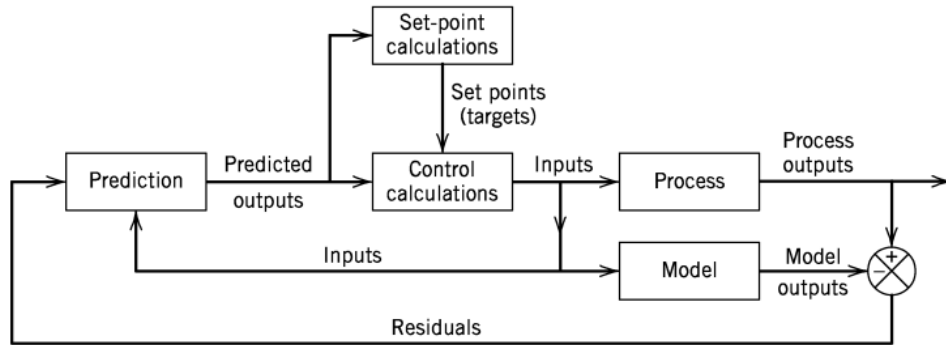 Set-point
calculations
Set points
(targets)
Prediction
Predicted
outputs
Control
calculations
Inputs
Process
Process
outputs
Inputs
Model
Model
outputs
+
−
Residuals